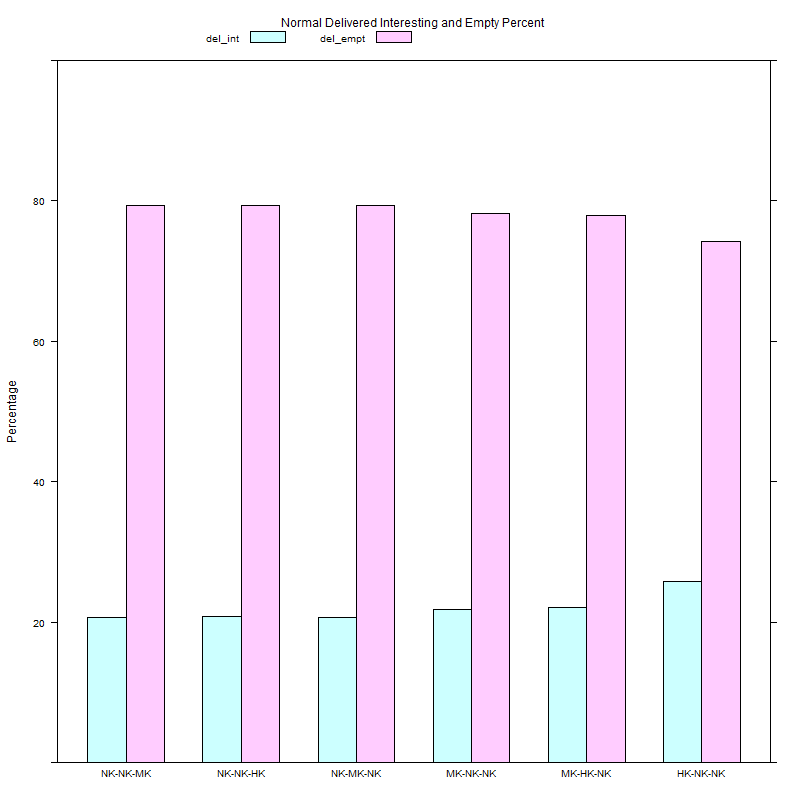 Normal Delivered Interesting and Empty Percent
del_int del_empt
80
60
Percentage
40
20
NK-NK-MK NK-NK-HK NK-MK-NK MK-NK-NK MK-HK-NK HK-NK-NK